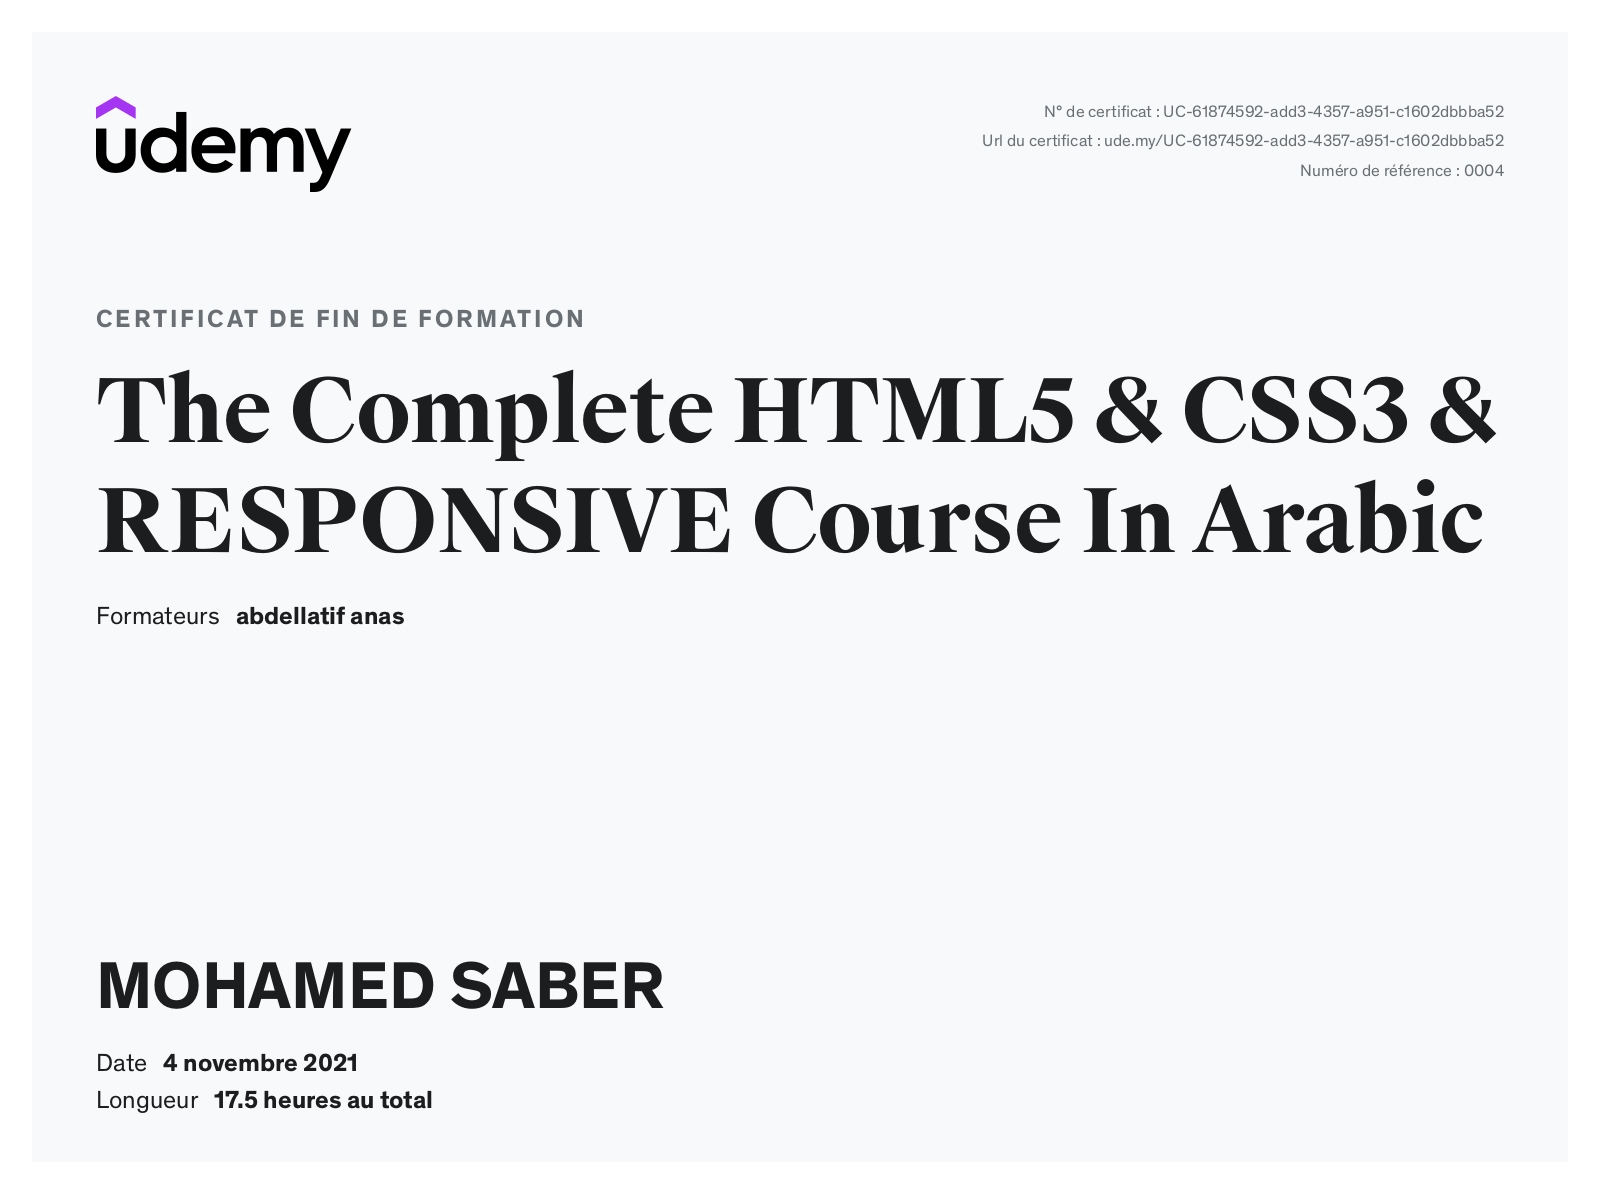 udemy
N° de certificat : UC-61874592-add3-4357-a951-c1602dbbba52
Url du certificat : ude.my/UC-61874592-add3-4357-a951-c1602dbbba52
Numéro de référence : 0004
CERTIFICAT DE FIN DE FORMATION
The Complete HTML5 & CSS3 &
RESPONSIVE Course In Arabic
Formateurs abdellatif anas
MOHAMED SABER
Date 4 novembre 2021
Longueur 17.5 heures au total